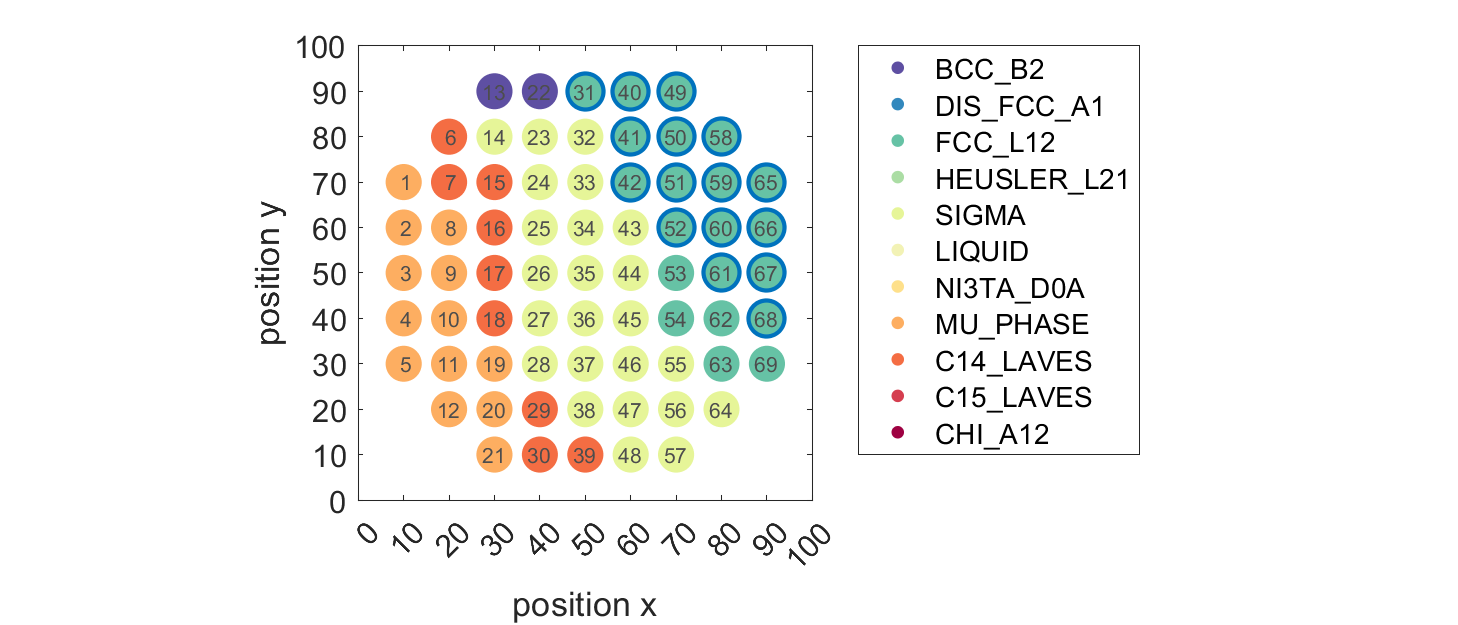 100
90 13 22 31 40 49
80 6 14 23 32 41 50 58
70 1 7 15 24 33 42 51 59 65
60 2 8 16 25 34 43 52 60 66
50 3 9 17 26 35 44 53 61 67
40 4 10 18 27 36 45 54 62 68
30 5 11 19 28 37 46 55 63 69
20 12 20 29 38 47 56 64
10 21 30 39 48 57
0
position y
0 10 20 30 40 50 60 70 80 90 100
position x
BCC_B2
DIS_FCC_A1
FCC_L12
HEUSLER_L21
SIGMA
LIQUID
NI3TA_D0A
MU_PHASE
C14_LAVES
C15_LAVES
CHI_A12